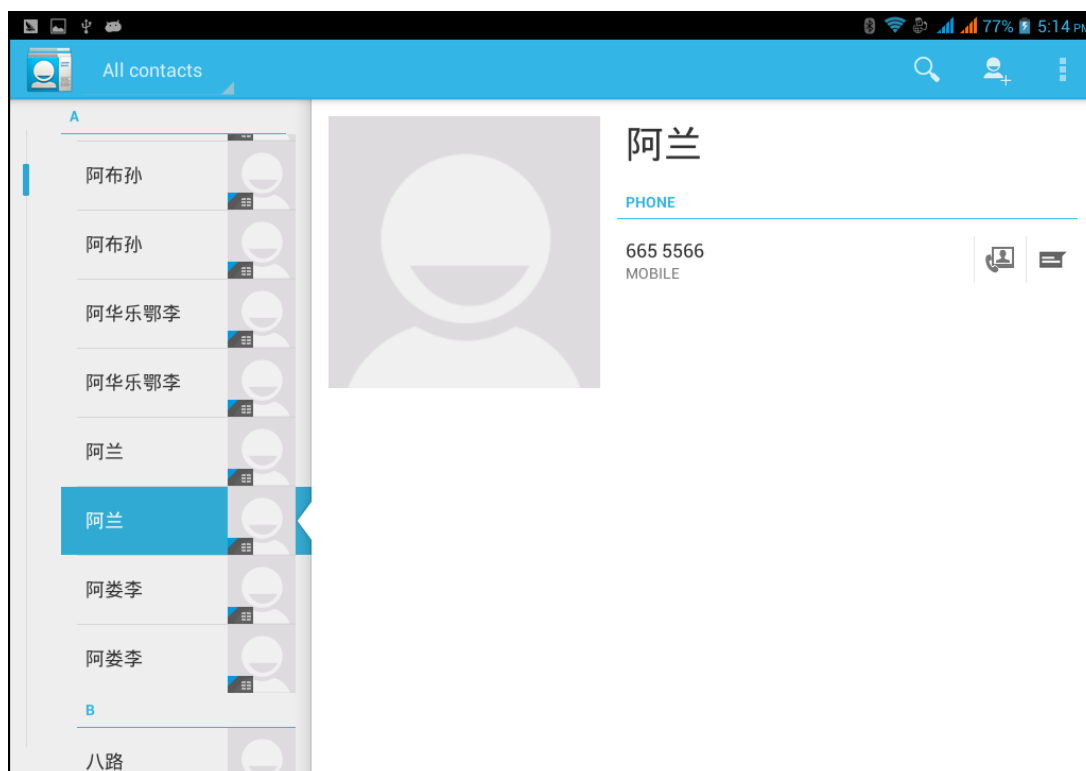 77% 5:14 PM
All contacts
A
阿布孙
阿布孙
阿华乐鄂李
阿华乐鄂李
阿兰
阿兰
阿娄李
阿娄李
B
八路
阿兰
PHONE
665 5566
MOBILE